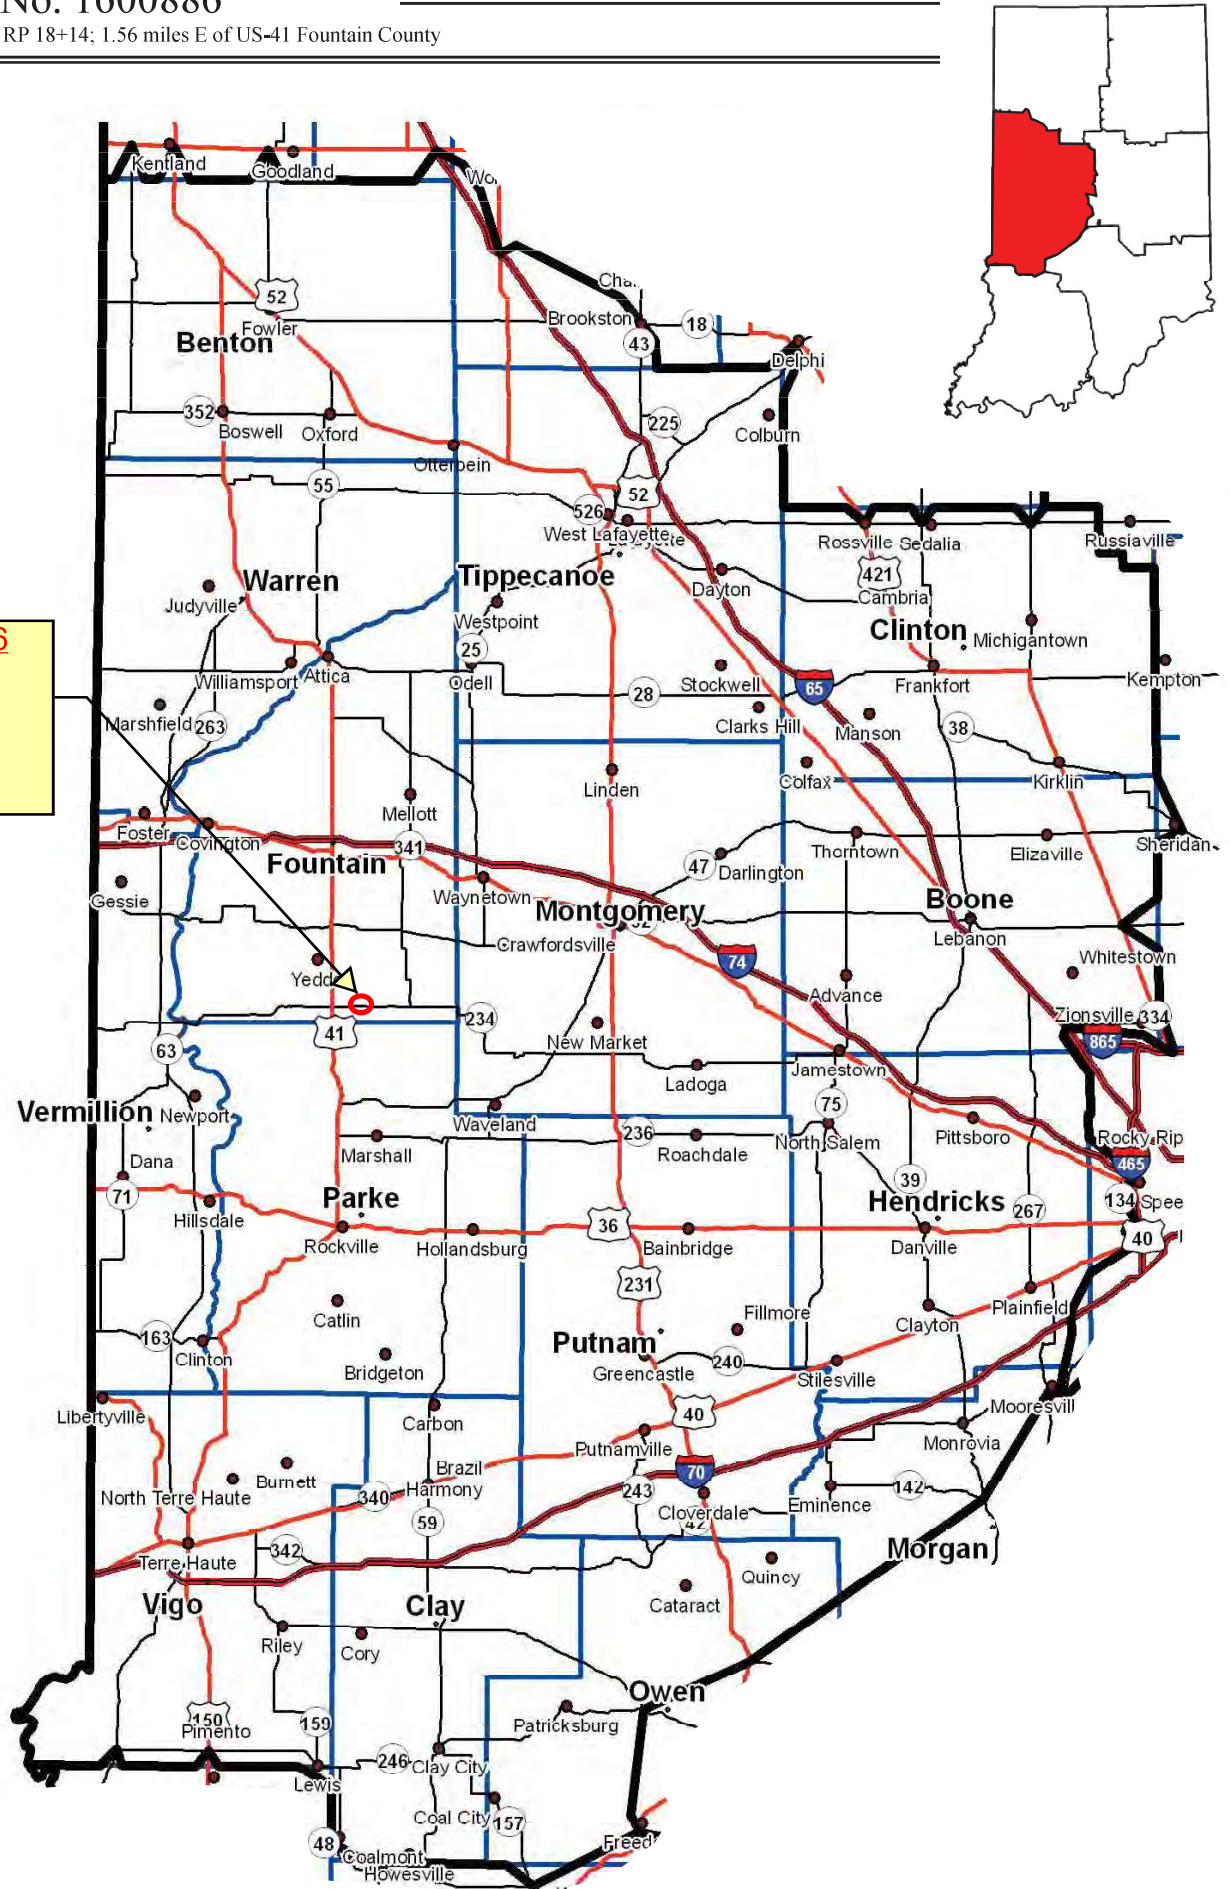 No. 1600886
RP 18+14; 1.56 miles E of US-41 Fountain County
Kentland
Goodland
52
Fowler
Benton
Brookston
18
43
Delphi
352
Boswell
Oxford
225
Colburn
Otterbein
55
52
526
West Lafayette
Rossville
Sedalia
Russiaville
421
Warren
Tippecanoe
Dayton
Cambria
Judyville
Westpoint
Clinton
Michigantown
6
25
Williamsport
Attica
Odell
28
Stockwell
65
Frankfort
Kempton
Marshfield
263
Clarks Hill
Manson
38
Linden
Colfax
Kirklin
Mellott
Foster
Covington
341
Thorntown
Elizaville
Sheridan
Fountain
47
Darlington
Gessie
Waynetown
Montgomery
Boone
Crawfordsville
Lebanon
74
Whitestown
Advance
41
234
Zionsville
334
865
63
New Market
Jamestown
Ladoga
Vermillion
Newport
75
Waveland
236
North Salem
Pittsboro
Marshall
Roachdale
Rocky Rip
Dana
465
71
Parke
39
Hendricks
267
134
Spee
Hillsdale
36
40
Rockville
Hollandsburg
Bainbridge
Danville
231
Catlin
Fillmore
Plainfield
163
Putnam
Clayton
Clinton
Bridgeton
Greencastle
240
Stilesville
Libertyville
Carbon
40
Mooresvill
Putnamville
Monrovia
Burnett
Brazil
70
North Terre Haute
340
Harmony
243
Cloverdale
Eminence
142
59
42
342
Terre Haute
Morgan
Quincy
Vigo
Clay
Cataract
Riley
Cory
Owen
150
Pimento
159
Patricksburg
246
Clay City
Lewis
Coal City
157
48
Freed
Coalmont
Howesville